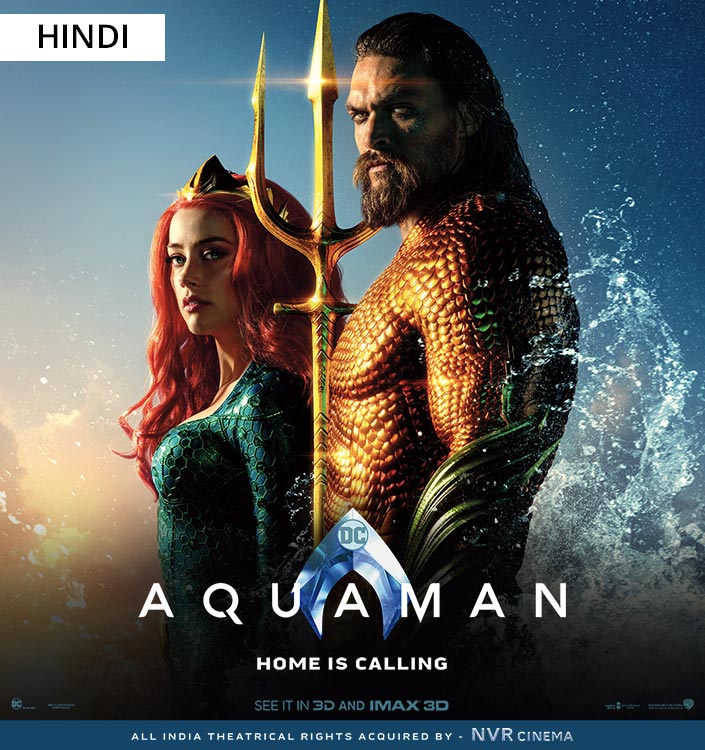 HINDI
DC
AQUAMAN
HOME IS CALLING
SEE IT IN 3D AND IMAX 3D
DC
ALL INDIA THEATRICAL RIGHTS ACQUIRED BY - NVR CINEMA